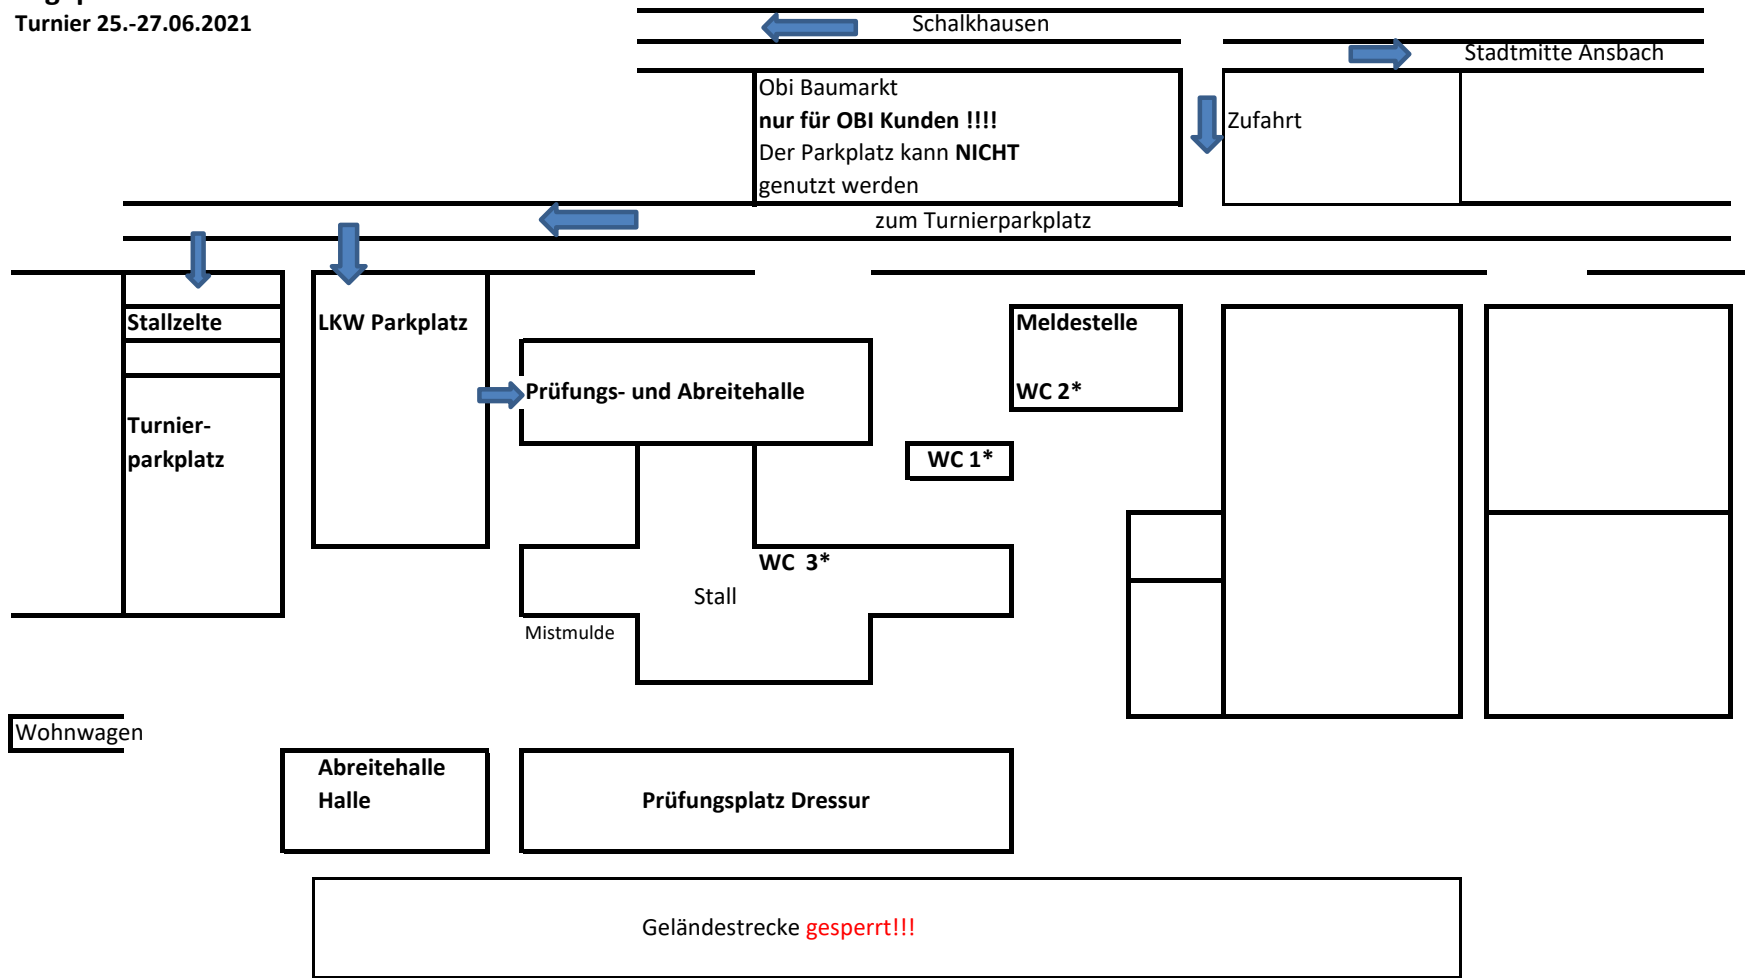 Turnier 25.-27.06.2021
Schalkhausen
Stadtmitte Ansbach
Obi Baumarkt
nur für OBI Kunden !!!!
Der Parkplatz kann NICHT
genutzt werden
Zufahrt
zum Turnierparkplatz
Stallzelte
LKW Parkplatz
Meldestelle
Prüfungs- und Abreitehalle
WC 2*
Turnier-
parkplatz
WC 1*
WC  3*
Stall
Mistmulde
Wohnwagen
Abreitehalle
Halle
Prüfungsplatz Dressur
Geländestrecke gesperrt!!!